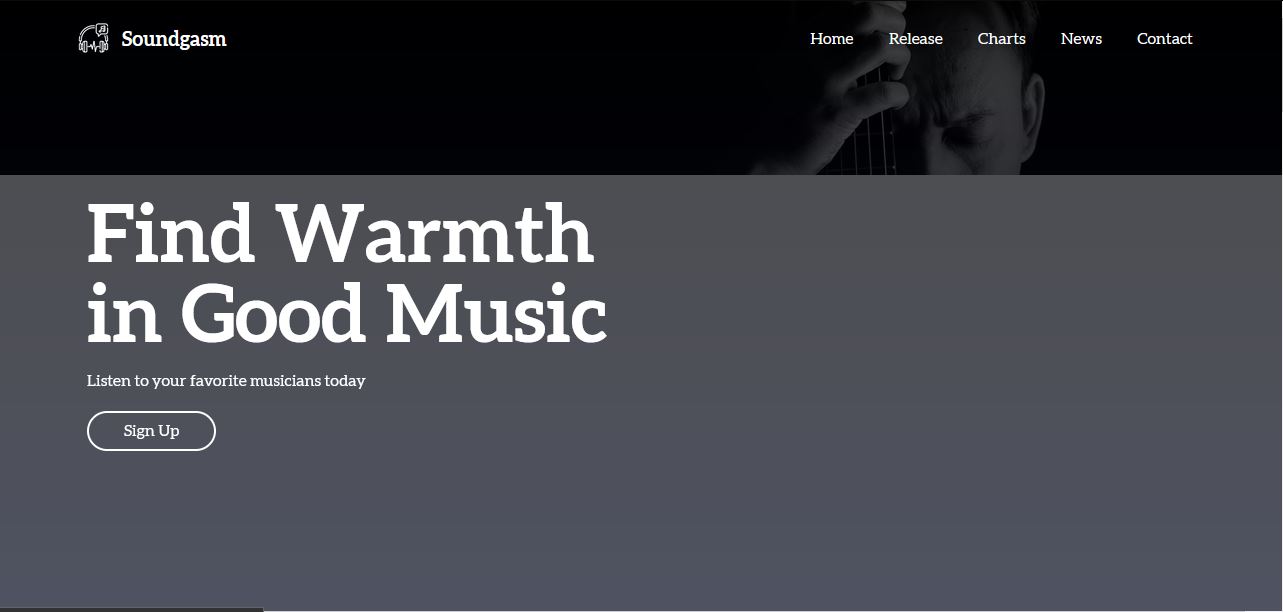 Soundgasm
Home Release Charts News Contact
Find Warmth
in Good Music
Listen to your favorite musicians today
Sign Up